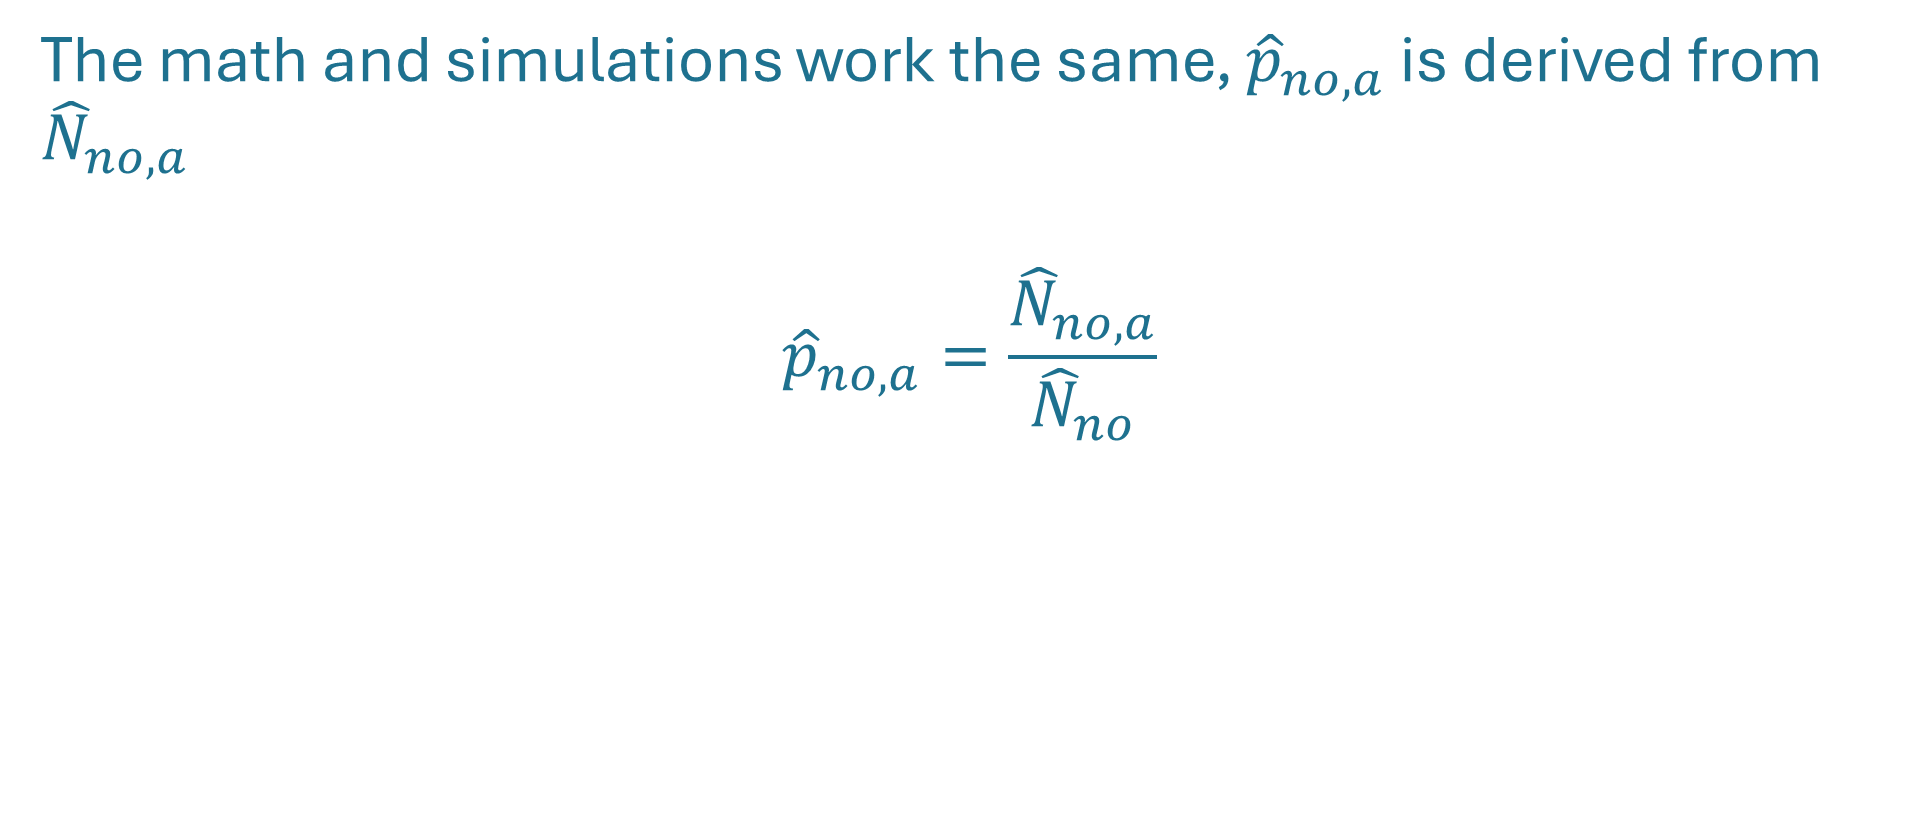 The math and simulations work the same, p̂ₙₒ,ₐ is derived from
N̂ₙₒ,ₐ
p̂ₙₒ,ₐ = N̂ₙₒ,ₐ / N̂ₙₒ